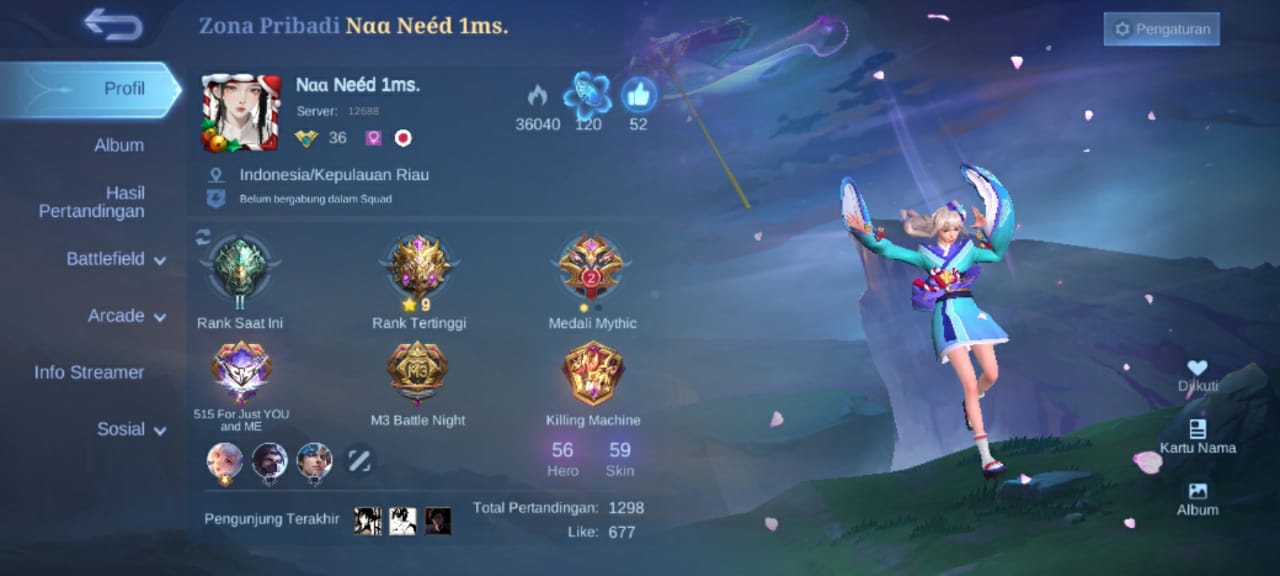 Zona Pribadi Nαα Neéd 1ms.
Pengaturan
Profil
Album
Hasil
Pertandingan
Battlefield
Arcade
Info Streamer
Sosial
Nαα Neéd 1ms.
Server: 12688
36
36040 120 52
Indonesia/Kepulauan Riau
Belum bergabung dalam Squad
II
Rank Saat Ini
9
Rank Tertinggi
2
Medali Mythic
515
515 For Just YOU
and ME
M3
M3 Battle Night
Killing Machine
56 59
Hero Skin
Pengunjung Terakhir
Total Pertandingan: 1298
Like: 677
Diikuti
Kartu Nama
Album